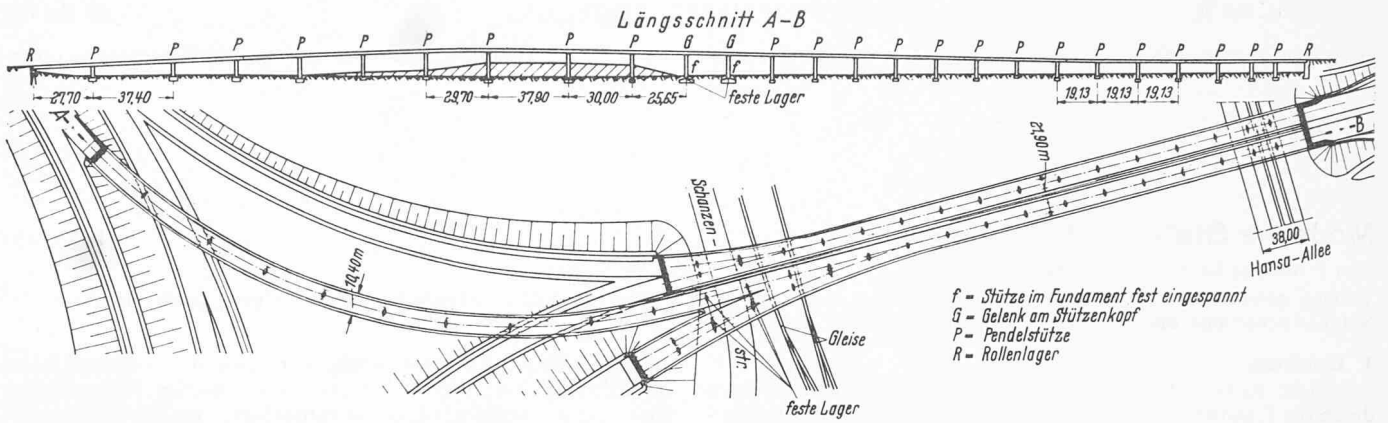 Längsschnitt A-B
R P P P P P P P P P G G P P P P P P P P P P P P P P R
f f
feste Lager
27,70 37,40 29,70 37,90 30,00 25,65 19,13 19,13 19,13
A
B
21,90m
Schanzen-
10,40m
38,00
Hansa-Allee
Gleise
str.
feste Lager
f = Stütze im Fundament fest eingespannt
G = Gelenk am Stützenkopf
P = Pendelstütze
R = Rollenlager